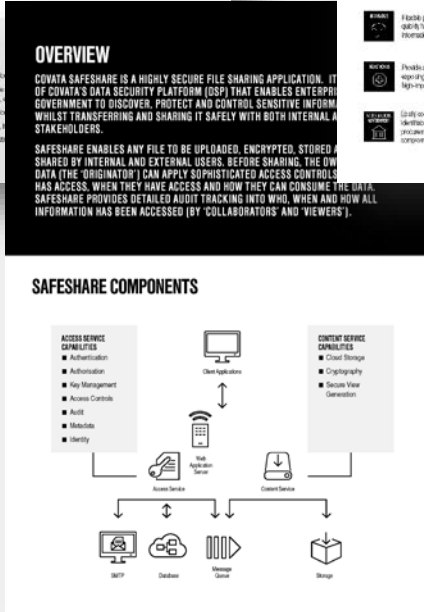 OVERVIEW
COVATA SAFESHARE IS A HIGHLY SECURE FILE SHARING APPLICATION. IT
OF COVATA'S DATA SECURITY PLATFORM (DSP) THAT ENABLES ENTERPRI
GOVERNMENT TO DISCOVER, PROTECT AND CONTROL SENSITIVE INFORMA
WHILST TRANSFERRING AND SHARING IT SAFELY WITH BOTH INTERNAL A
STAKEHOLDERS.
SAFESHARE ENABLES ANY FILE TO BE UPLOADED, ENCRYPTED, STORED A
SHARED BY INTERNAL AND EXTERNAL USERS. BEFORE SHARING, THE OW
DATA (THE 'ORIGINATOR') CAN APPLY SOPHISTICATED ACCESS CONTROLS
HAS ACCESS, WHEN THEY HAVE ACCESS AND HOW THEY CAN CONSUME THE DATA.
SAFESHARE PROVIDES DETAILED AUDIT TRACKING INTO WHO, WHEN AND HOW ALL
INFORMATION HAS BEEN ACCESSED (BY 'COLLABORATORS' AND 'VIEWERS').
SAFESHARE COMPONENTS
ACCESS SERVICE
CAPABILITIES
Authentication
Authorisation
Key Management
Access Controls
Audit
Metadata
Identity
Client Applications
CONTENT SERVICE
CAPABILITIES
Cloud Storage
Cryptography
Secure View
Generation
Web
Application
Server
Access Service
Content Service
SMTP
Database
Message
Queue
Storage